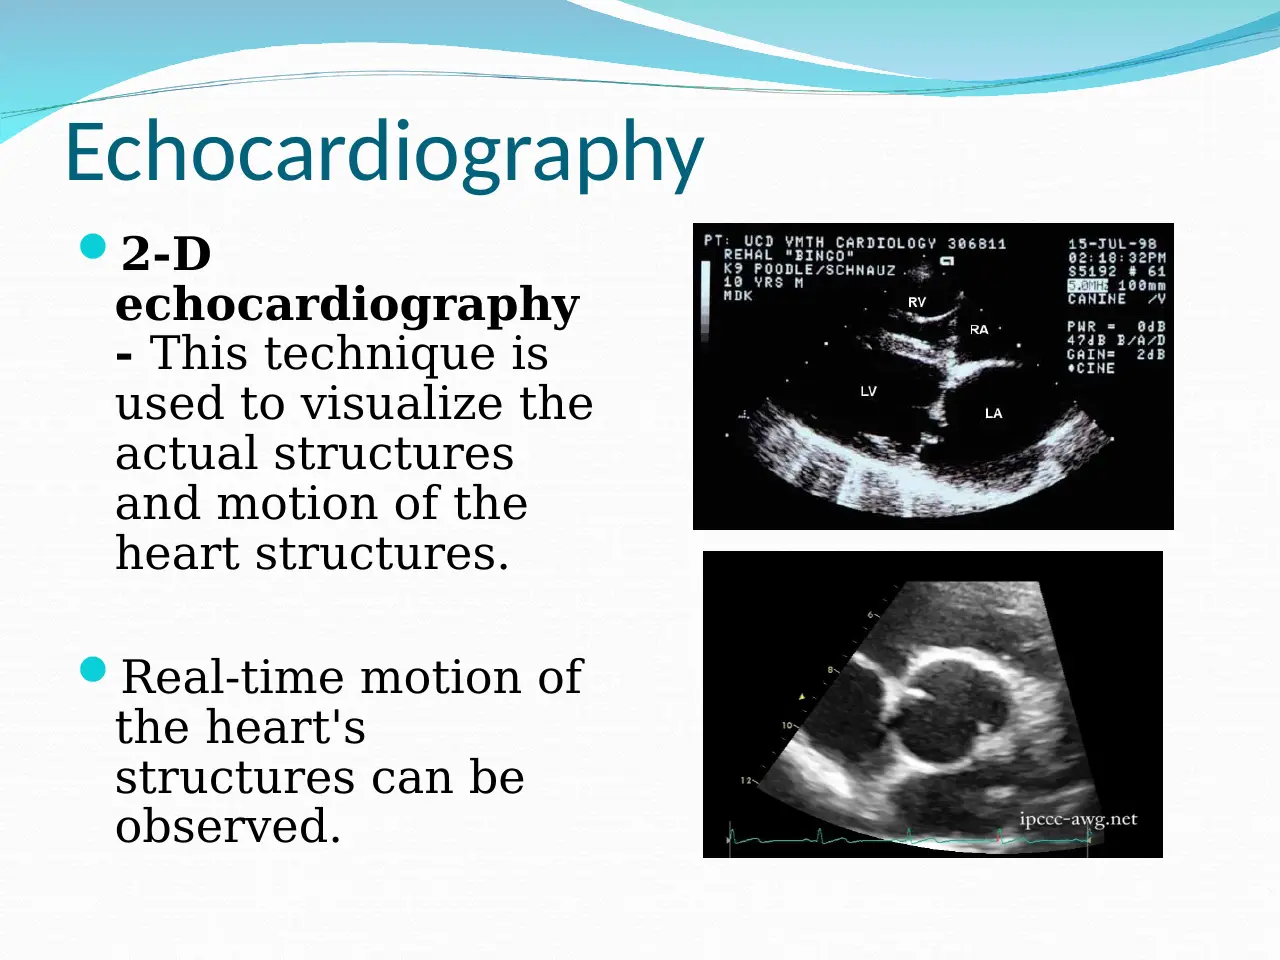 Echocardiography
2-D
echocardiography
- This technique is
used to visualize the
actual structures
and motion of the
heart structures.
Real-time motion of
the heart's
structures can be
observed.
PT: UCD VMTH CARDIOLOGY 306811
REHAL "BINGO"
K9 POODLE/SCHNAUZ
10 YRS M
MDK
15-JUL-98
02:18:32PM
S5192 # 61
5.0MHz 100mm
CANINE /V
PWR = 0dB
47dB B/A/D
GAIN= 2dB
♦CINE
RV
RA
LV
LA
6
8
10
12
ipccc-awg.net